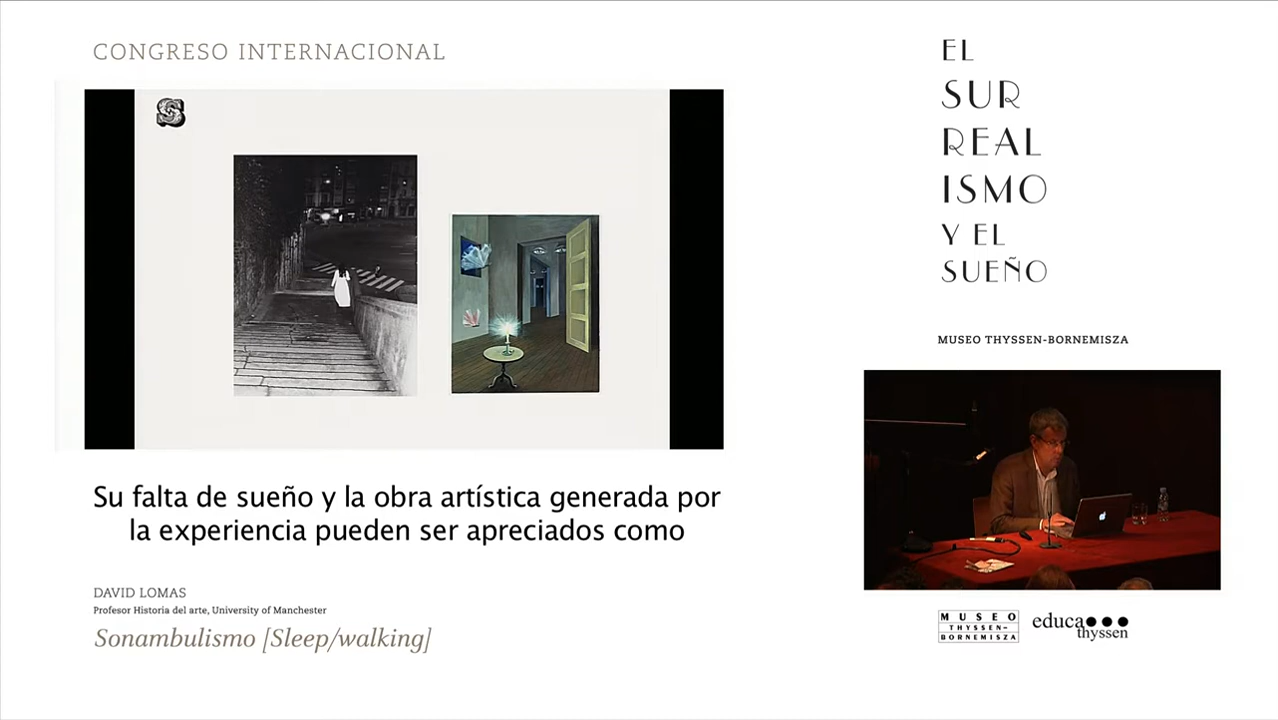 CONGRESO INTERNACIONAL
S
Su falta de sueño y la obra artística generada por
la experiencia pueden ser apreciados como
DAVID LOMAS
Profesor Historia del arte, University of Manchester
Sonambulismo [Sleep/walking]
EL
SUR
REAL
ISMO
Y EL
SUEÑO
MUSEO THYSSEN-BORNEMISZA
MUSEO
THYSSEN-
BORNEMISZA
educa
thyssen